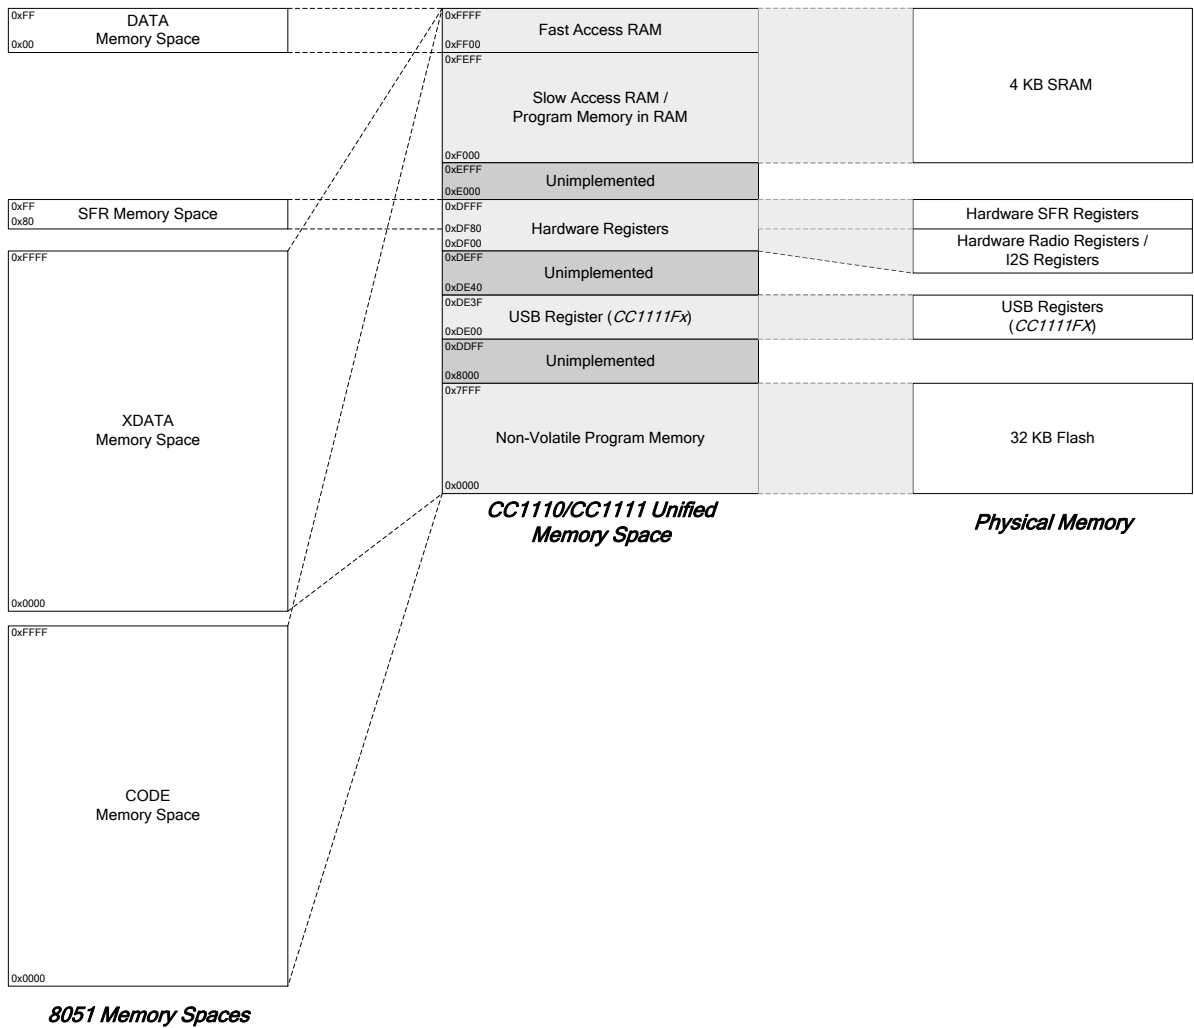 0xFF
DATA
Memory Space
0x00
0xFF
SFR Memory Space
0x80
0xFFFF
XDATA
Memory Space
0x0000
0xFFFF
CODE
Memory Space
0x0000
8051 Memory Spaces
0xFFFF
Fast Access RAM
0xFF00
0xFEFF
Slow Access RAM /
Program Memory in RAM
0xF000
0xEFFF
Unimplemented
0xE000
0xDFFF
Hardware Registers
0xDF80
0xDF00
0xDEFF
Unimplemented
0xDE40
0xDE3F
USB Register (CC1111Fx)
0xDE00
0xDDFF
Unimplemented
0x8000
0x7FFF
Non-Volatile Program Memory
0x0000
CC1110/CC1111 Unified
Memory Space
4 KB SRAM
Hardware SFR Registers
Hardware Radio Registers /
I2S Registers
USB Registers
(CC1111FX)
32 KB Flash
Physical Memory